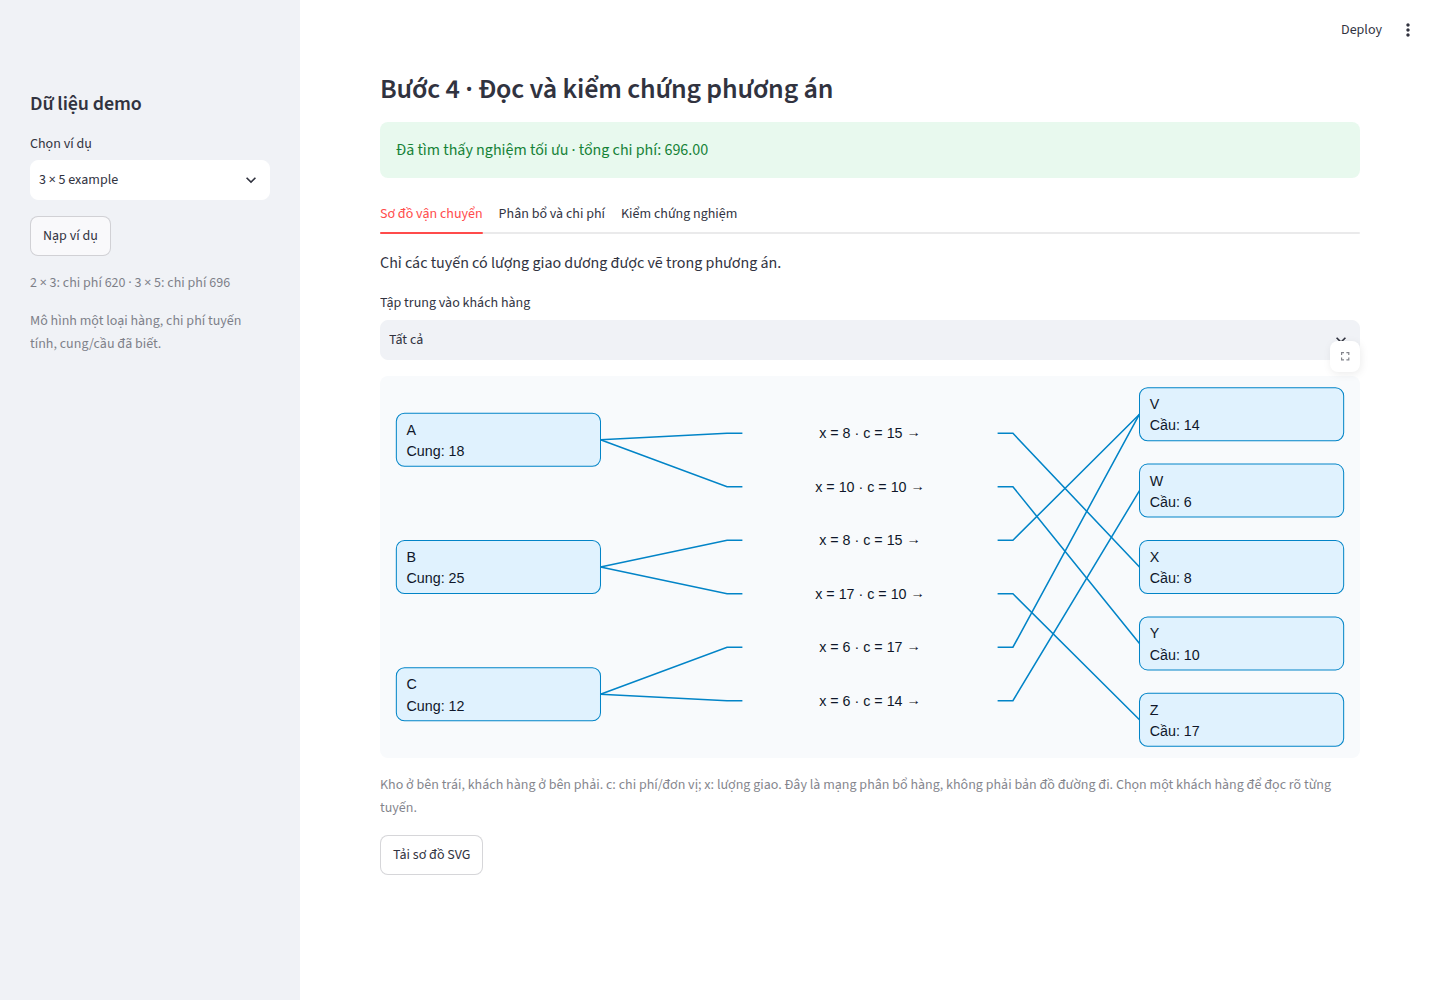 Deploy
Dữ liệu demo
Chọn ví dụ
3 × 5 example
Nạp ví dụ
2 × 3: chi phí 620 · 3 × 5: chi phí 696
Mô hình một loại hàng, chi phí tuyến
tính, cung/cầu đã biết.
Bước 4 · Đọc và kiểm chứng phương án
Đã tìm thấy nghiệm tối ưu · tổng chi phí: 696.00
Sơ đồ vận chuyển
Phân bổ và chi phí
Kiểm chứng nghiệm
Chỉ các tuyến có lượng giao dương được vẽ trong phương án.
Tập trung vào khách hàng
Tất cả
A
Cung: 18
B
Cung: 25
C
Cung: 12
x = 8 · c = 15 →
x = 10 · c = 10 →
x = 8 · c = 15 →
x = 17 · c = 10 →
x = 6 · c = 17 →
x = 6 · c = 14 →
V
Cầu: 14
W
Cầu: 6
X
Cầu: 8
Y
Cầu: 10
Z
Cầu: 17
Kho ở bên trái, khách hàng ở bên phải. c: chi phí/đơn vị; x: lượng giao. Đây là mạng phân bổ hàng, không phải bản đồ đường đi. Chọn một khách hàng để đọc rõ từng
tuyến.
Tải sơ đồ SVG